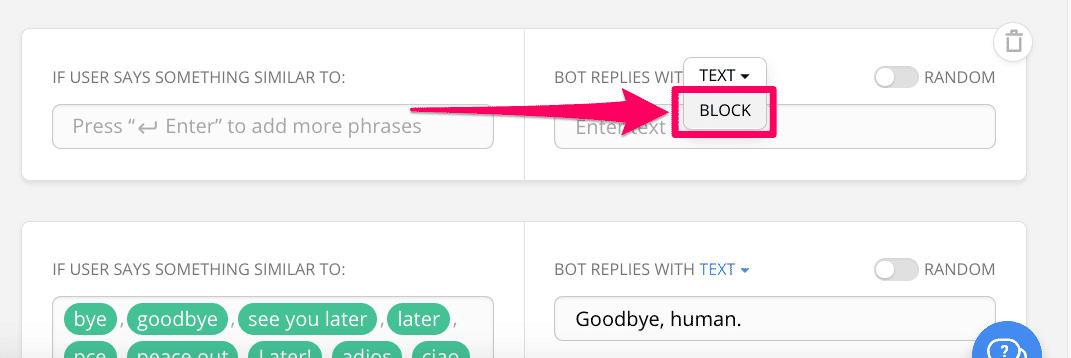 IF USER SAYS SOMETHING SIMILAR TO:
Press “↵ Enter” to add more phrases
BOT REPLIES WIT TEXT
BLOCK
RANDOM
Enter text
IF USER SAYS SOMETHING SIMILAR TO:
bye, goodbye, see you later, later,
pce peace out Later! adios ciao
BOT REPLIES WITH TEXT
RANDOM
Goodbye, human.
?